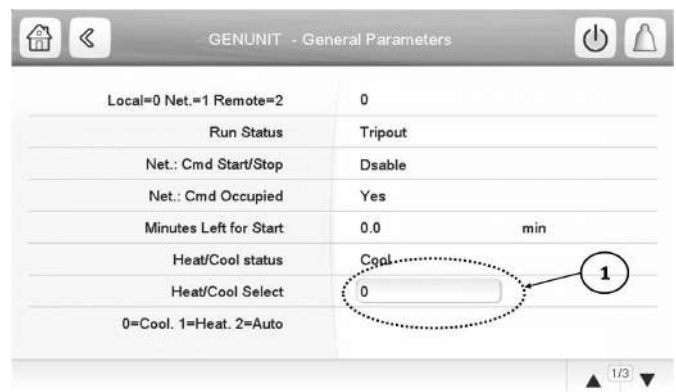 GENUNIT - General Parameters
Local=0 Net.=1 Remote=2 0
Run Status Tripout
Net.: Cmd Start/Stop Dsable
Net.: Cmd Occupied Yes
Minutes Left for Start 0.0 min
Heat/Cool status Cool
Heat/Cool Select 0
1
0=Cool. 1=Heat. 2=Auto
1/3